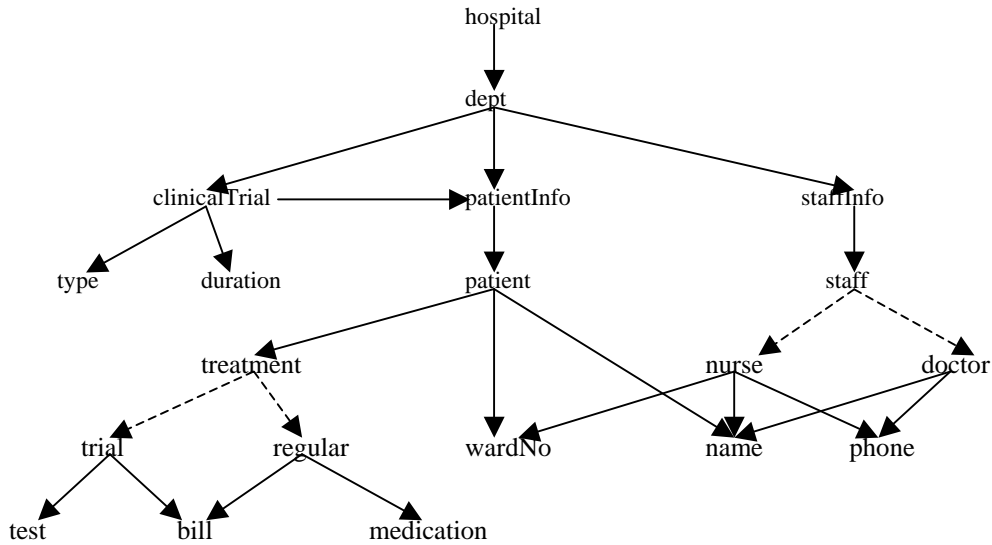 hospital
dept
clinicalTrial patientInfo staffInfo
type duration patient staff
treatment nurse doctor
trial regular wardNo name phone
test bill medication